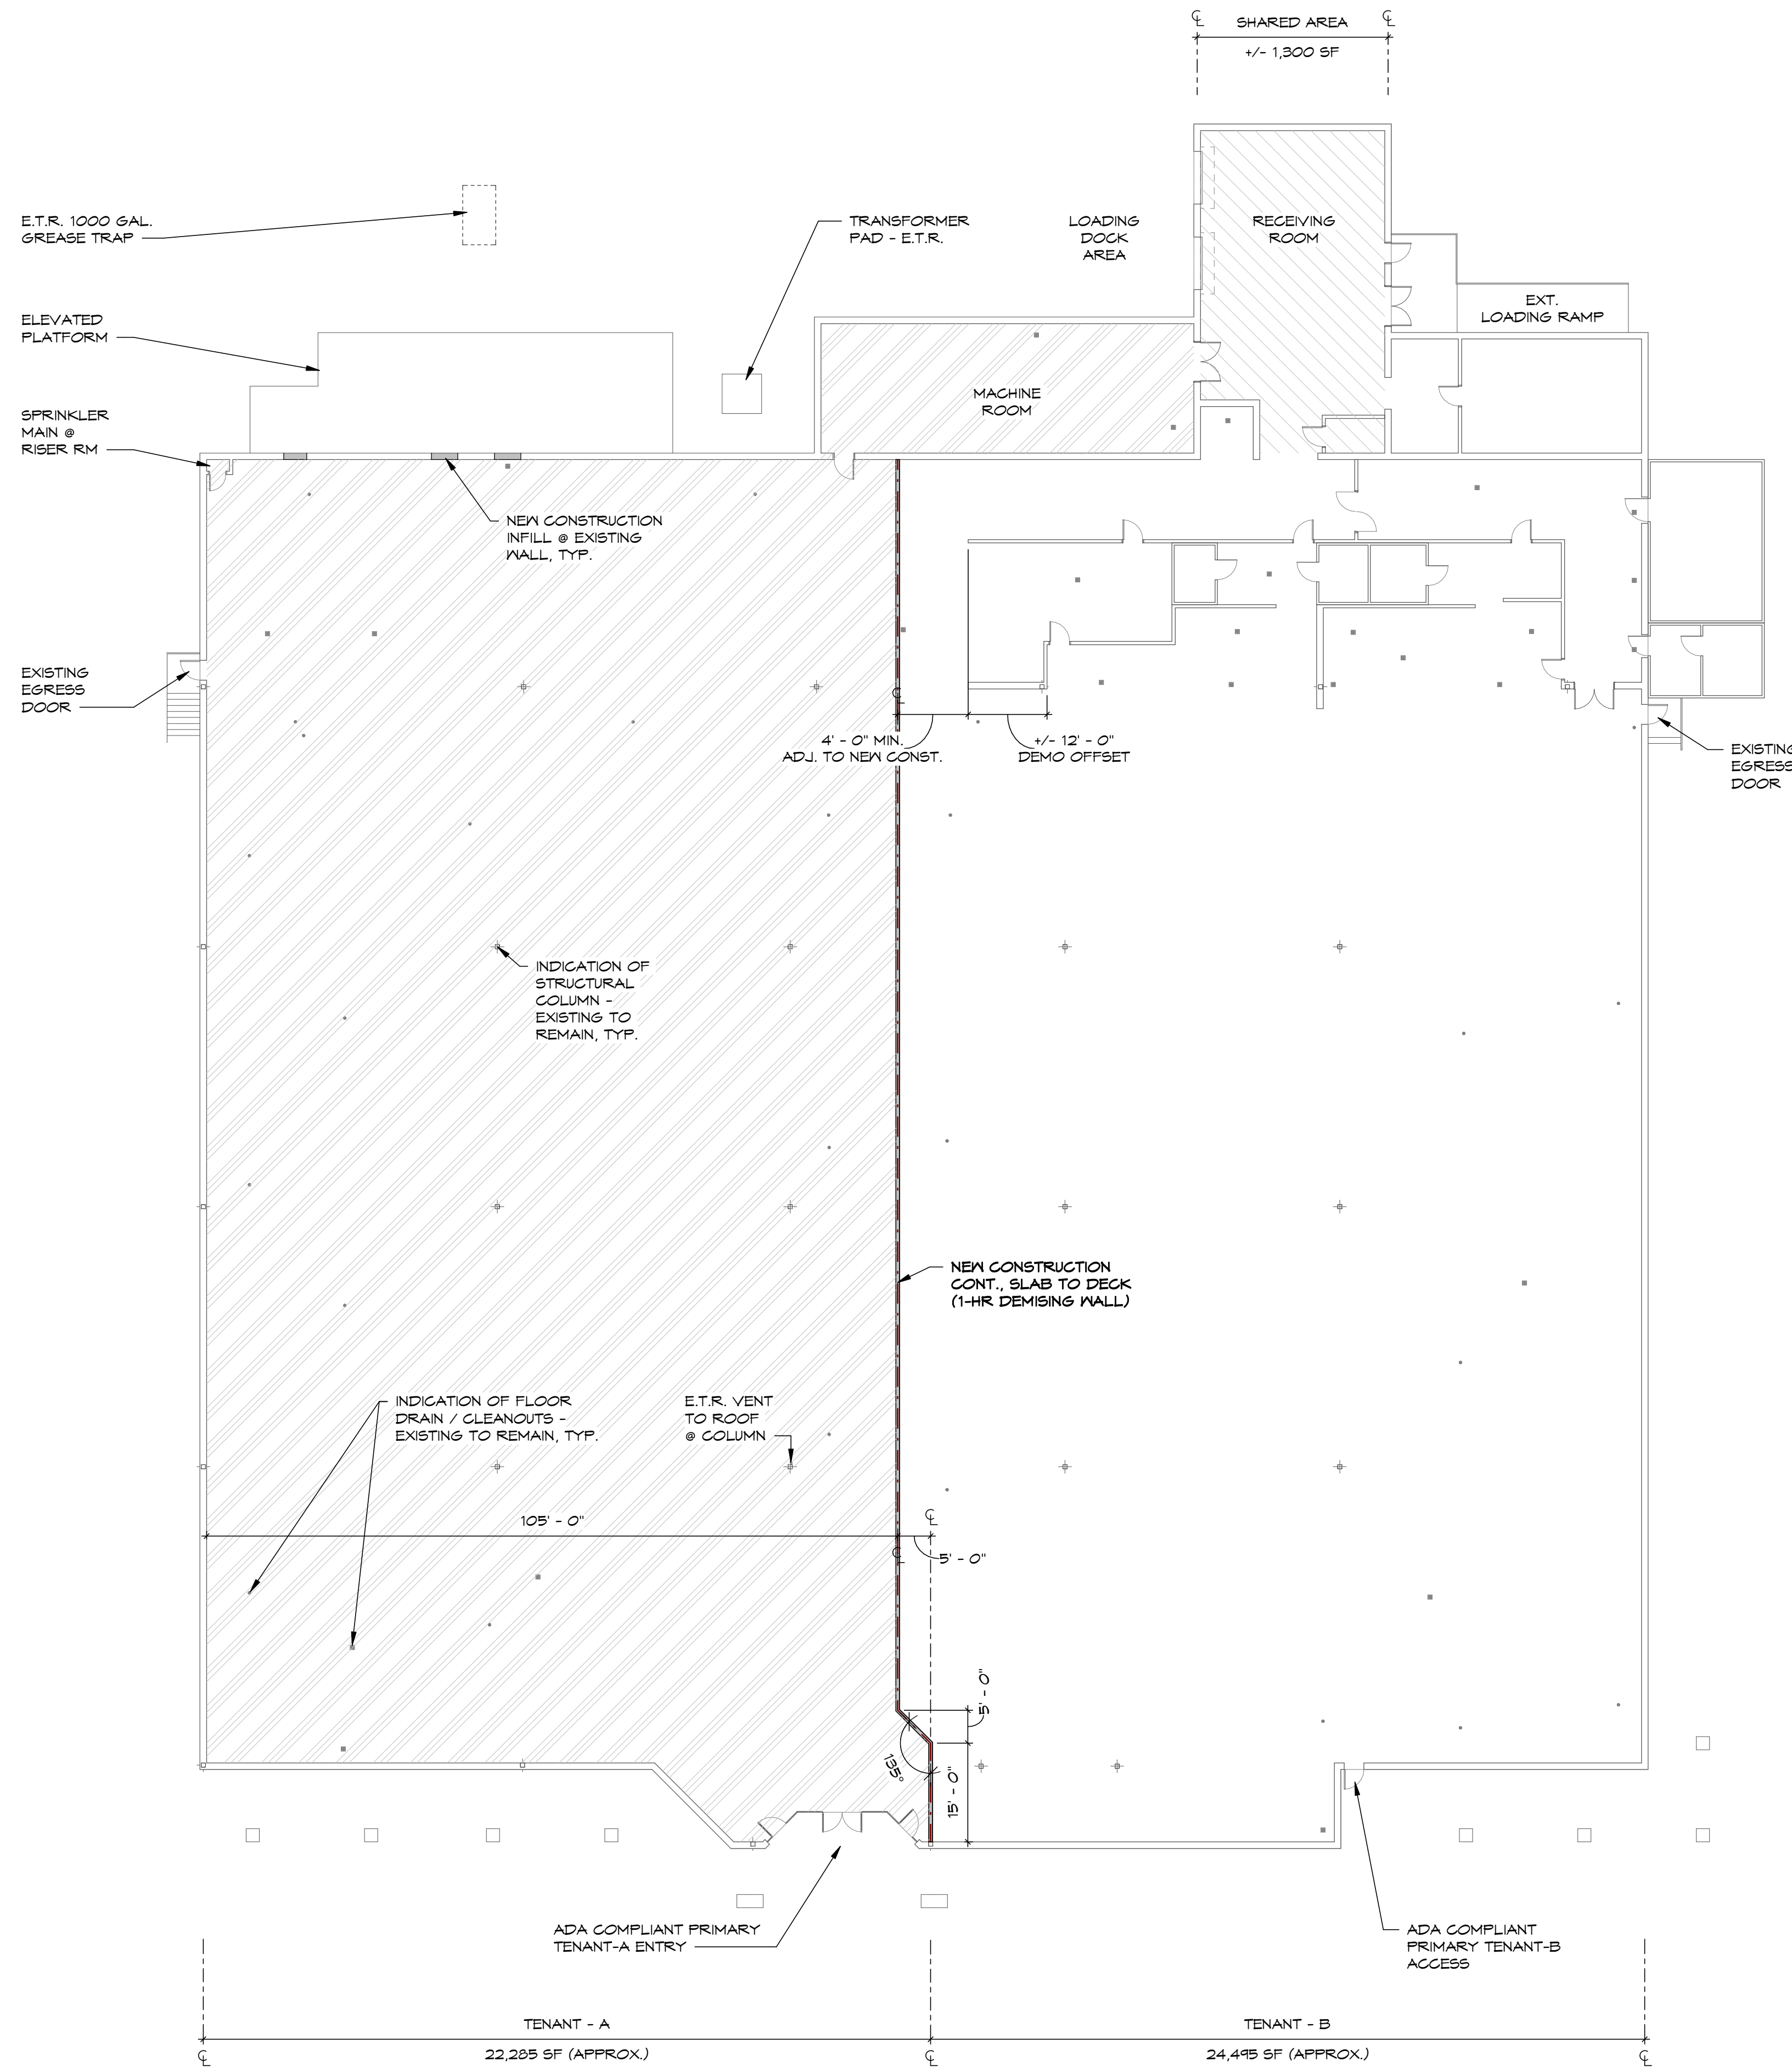 SHARED AREA
+/- 1,300 SF
E.T.R. 1000 GAL.
GREASE TRAP
TRANSFORMER
PAD - E.T.R.
LOADING
DOCK
AREA
RECEIVING
ROOM
EXT.
LOADING RAMP
ELEVATED
PLATFORM
MACHINE
ROOM
SPRINKLER
MAIN @
RISER RM
NEW CONSTRUCTION
INFILL @ EXISTING
WALL, TYP.
EXISTING
EGRESS
DOOR
4' - 0" MIN.
ADJ. TO NEW CONST.
+/- 12' - 0"
DEMO OFFSET
EXISTING
EGRESS
DOOR
INDICATION OF
STRUCTURAL
COLUMN -
EXISTING TO
REMAIN, TYP.
NEW CONSTRUCTION
CONT., SLAB TO DECK
(1-HR DEMISING WALL)
INDICATION OF FLOOR
DRAIN / CLEANOUTS -
EXISTING TO REMAIN, TYP.
E.T.R. VENT
TO ROOF
@ COLUMN
105' - 0"
5' - 0"
5' - 0"
135°
15' - 0"
ADA COMPLIANT PRIMARY
TENANT-A ENTRY
ADA COMPLIANT
PRIMARY TENANT-B
ACCESS
TENANT - A
22,285 SF (APPROX.)
TENANT - B
24,495 SF (APPROX.)